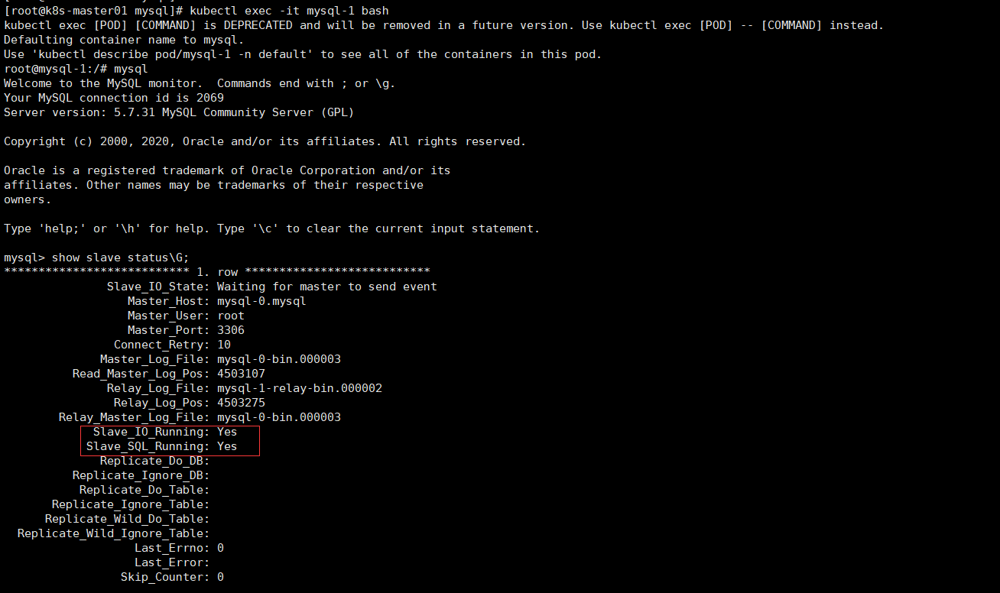 [root@k8s-master01 mysql]# kubectl exec -it mysql-1 bash
kubectl exec [POD] [COMMAND] is DEPRECATED and will be removed in a future version. Use kubectl exec [POD] -- [COMMAND] instead.
Defaulting container name to mysql.
Use 'kubectl describe pod/mysql-1 -n default' to see all of the containers in this pod.
root@mysql-1:/# mysql
Welcome to the MySQL monitor.  Commands end with ; or \g.
Your MySQL connection id is 2069
Server version: 5.7.31 MySQL Community Server (GPL)

Copyright (c) 2000, 2020, Oracle and/or its affiliates. All rights reserved.

Oracle is a registered trademark of Oracle Corporation and/or its
affiliates. Other names may be trademarks of their respective
owners.

Type 'help;' or '\h' for help. Type '\c' to clear the current input statement.

mysql> show slave status\G;
*************************** 1. row ***************************
               Slave_IO_State: Waiting for master to send event
                  Master_Host: mysql-0.mysql
                  Master_User: root
                  Master_Port: 3306
                Connect_Retry: 10
              Master_Log_File: mysql-0-bin.000003
          Read_Master_Log_Pos: 4503107
               Relay_Log_File: mysql-1-relay-bin.000002
                Relay_Log_Pos: 4503275
        Relay_Master_Log_File: mysql-0-bin.000003
             Slave_IO_Running: Yes
            Slave_SQL_Running: Yes
              Replicate_Do_DB:
          Replicate_Ignore_DB:
           Replicate_Do_Table:
       Replicate_Ignore_Table:
      Replicate_Wild_Do_Table:
  Replicate_Wild_Ignore_Table:
                   Last_Errno: 0
                   Last_Error:
                 Skip_Counter: 0